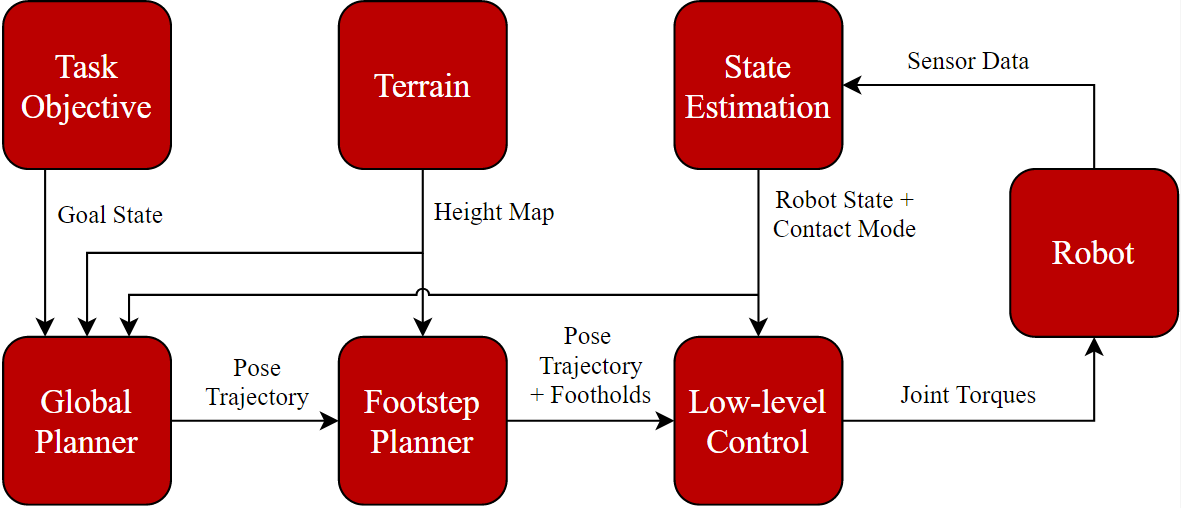 Task
Objective
Terrain
State
Estimation
Sensor Data
Goal State
Height Map
Robot State +
Contact Mode
Robot
Global
Planner
Pose
Trajectory
Footstep
Planner
Pose
Trajectory
+ Footholds
Low-level
Control
Joint Torques